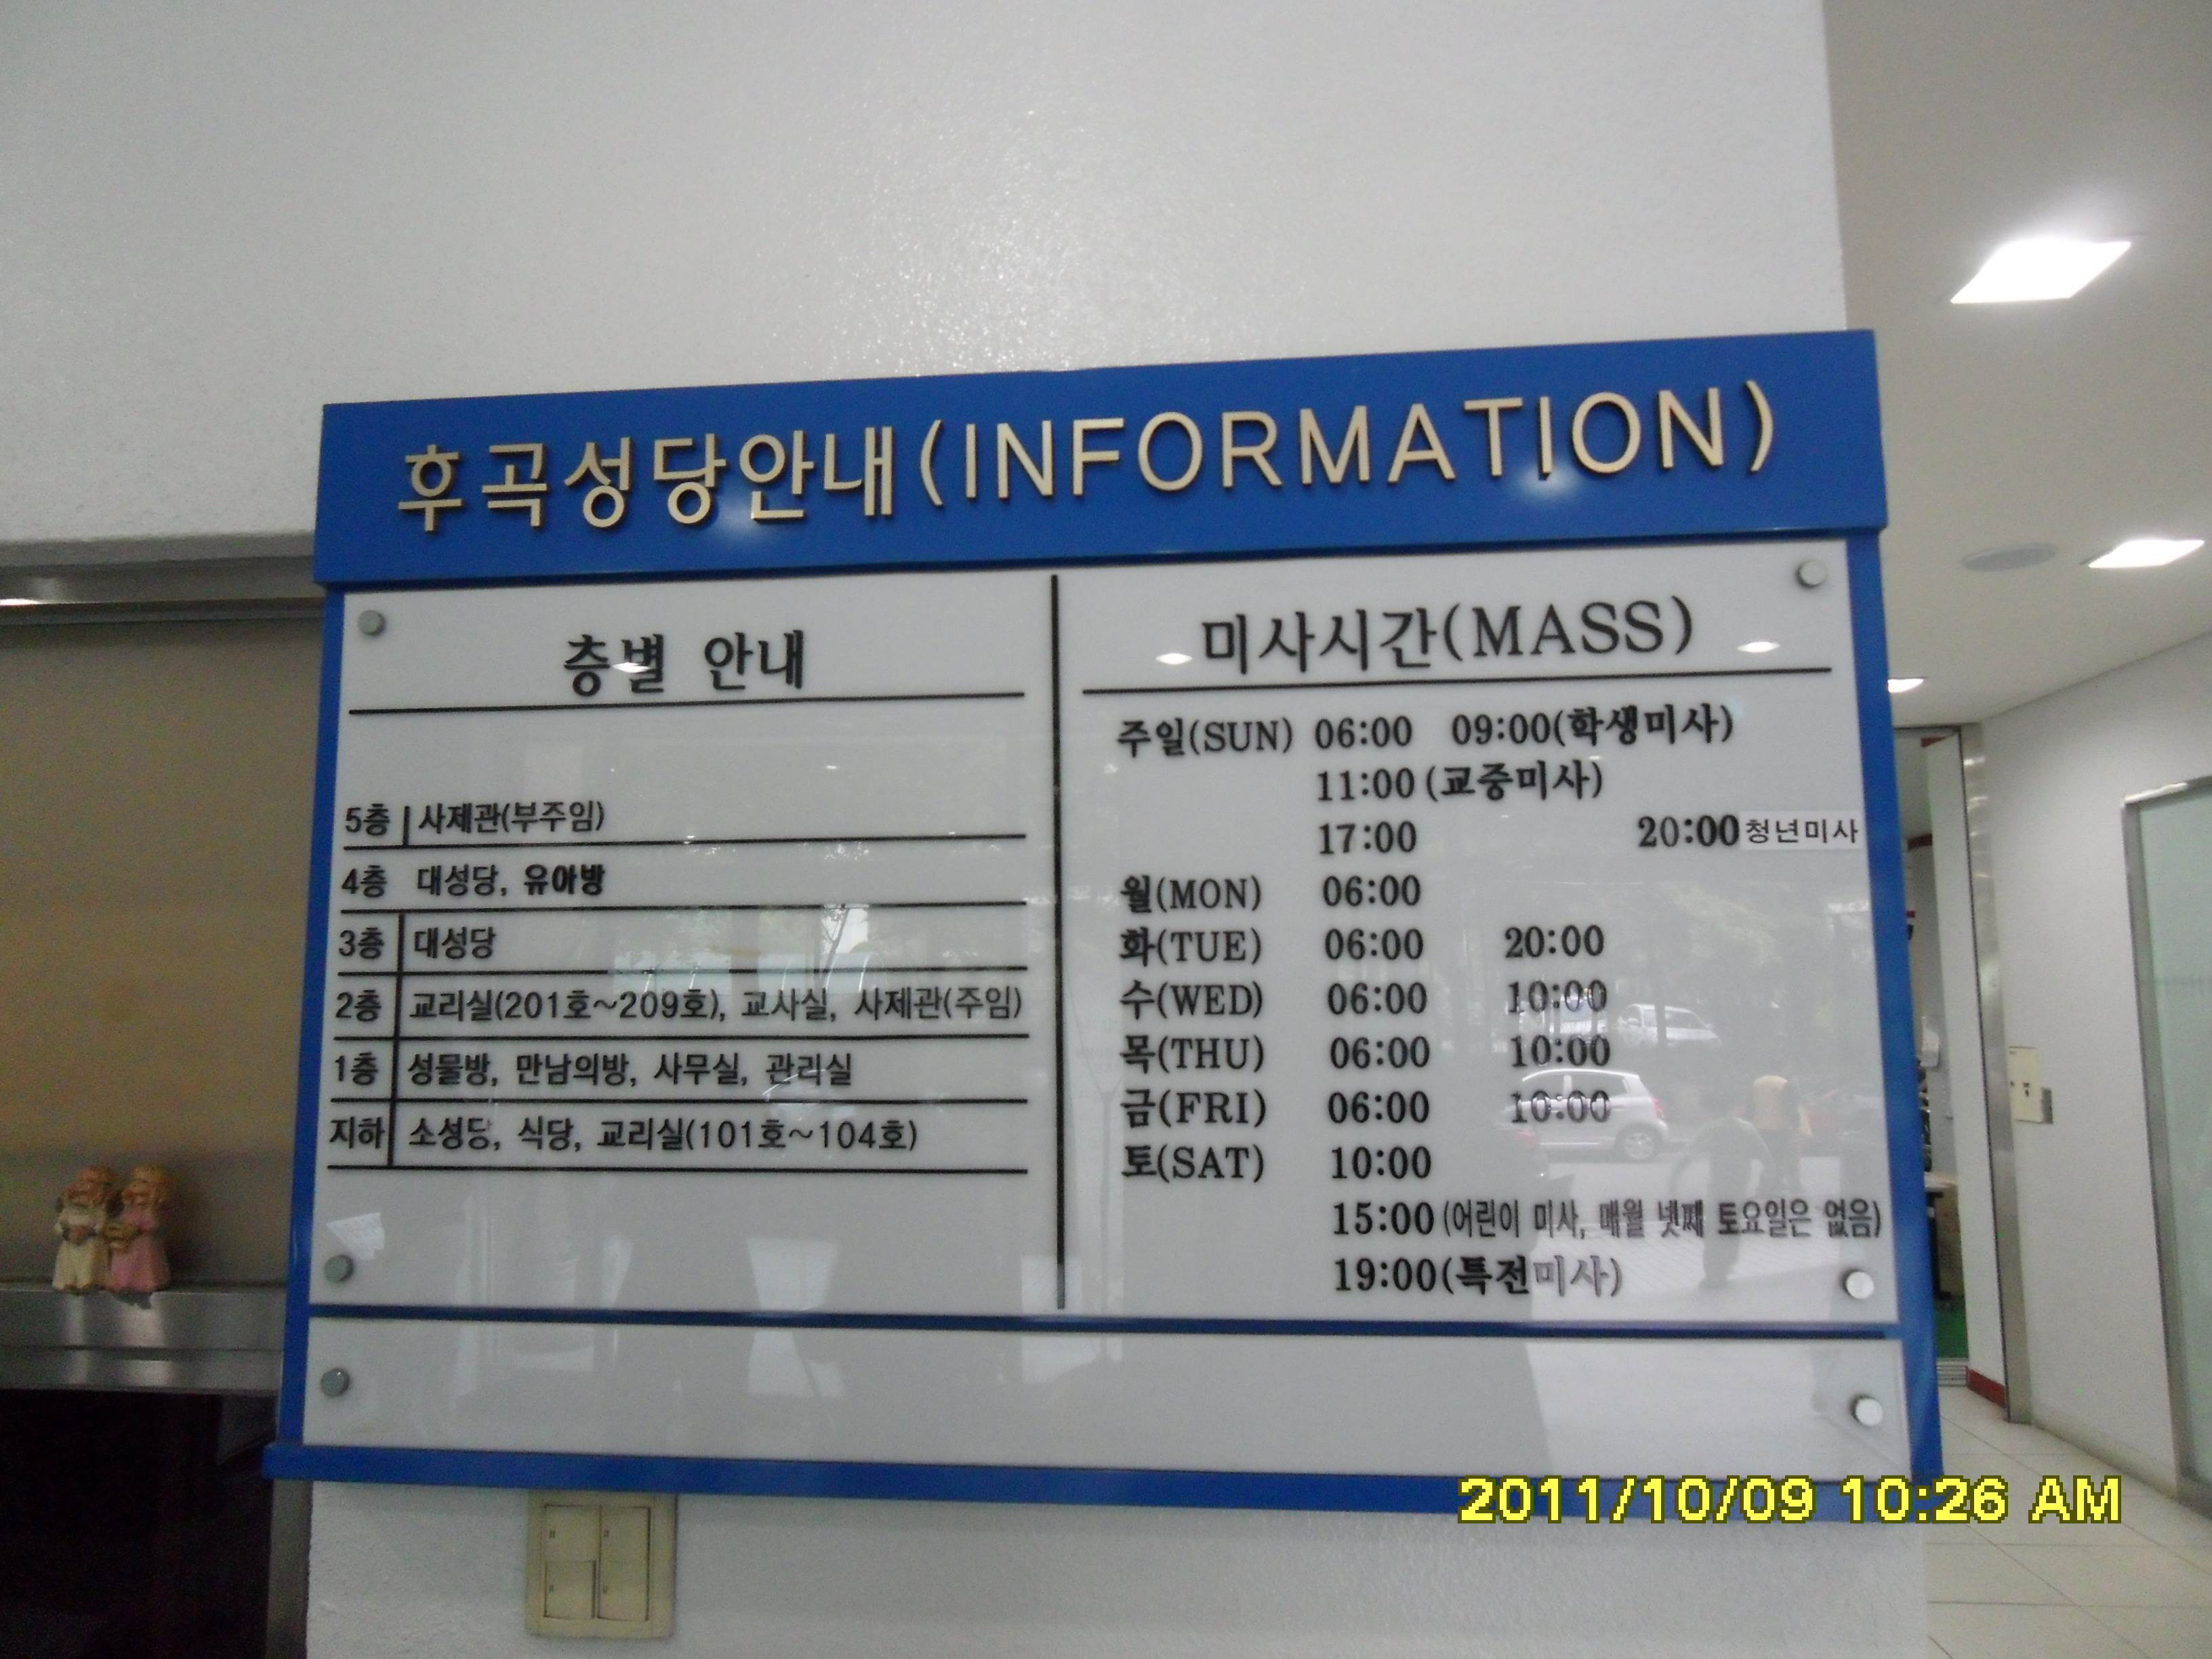 후곡성당안내(INFORMATION)
층별 안내
5층 사제관(부주임)
4층 대성당, 유아방
3층 대성당
2층 교리실(201호~209호), 교사실, 사제관(주임)
1층 성물방, 만남의방, 사무실, 관리실
지하 소성당, 식당, 교리실(101호~104호)
미사시간(MASS)
주일(SUN) 06:00 09:00(학생미사)
11:00 (교중미사)
17:00 20:00 청년미사
월(MON) 06:00
화(TUE) 06:00 20:00
수(WED) 06:00 10:00
목(THU) 06:00 10:00
금(FRI) 06:00 10:00
토(SAT) 10:00
15:00 (어린이 미사, 매월 넷째 토요일은 없음)
19:00(특전미사)
2011/10/09 10:26 AM